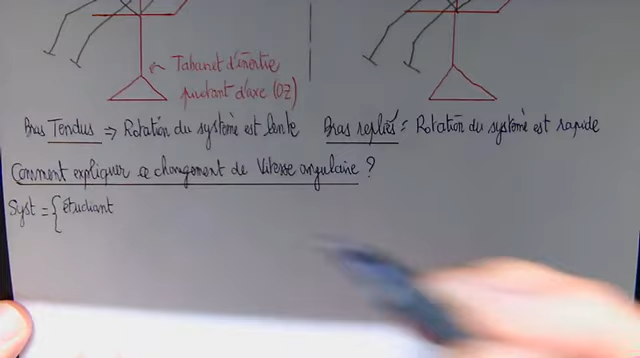 Tabouret d'inertie
pivotant d'axe (OZ)
Bras Tendus ⇒ Rotation du système est lente
Bras repliés = Rotation du système est rapide
Comment expliquer ce changement de Vitesse angulaire ?
Syst = { étudiant